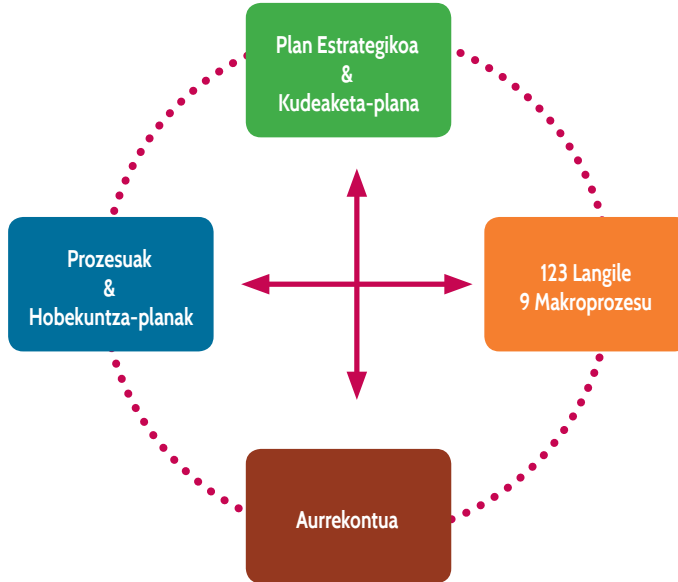 Plan Estrategikoa
&
Kudeaketa-plana
Prozesuak
&
Hobekuntza-planak
123 Langile
9 Makroprozesu
Aurrekontua